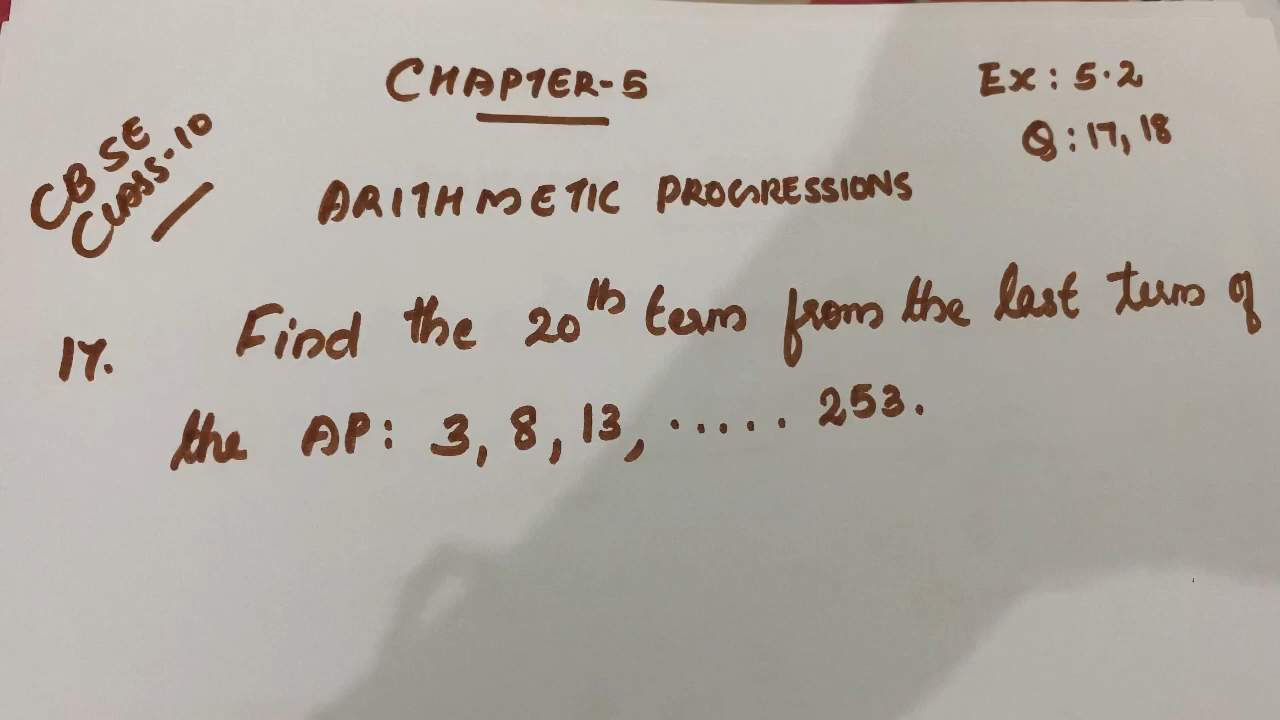 CHAPTER-5
Ex: 5.2
Q: 17, 18
CBSE
CLASS-10
ARITHMETIC PROGRESSIONS
17. Find the 20th term from the last term of
the AP: 3, 8, 13, ..... 253.